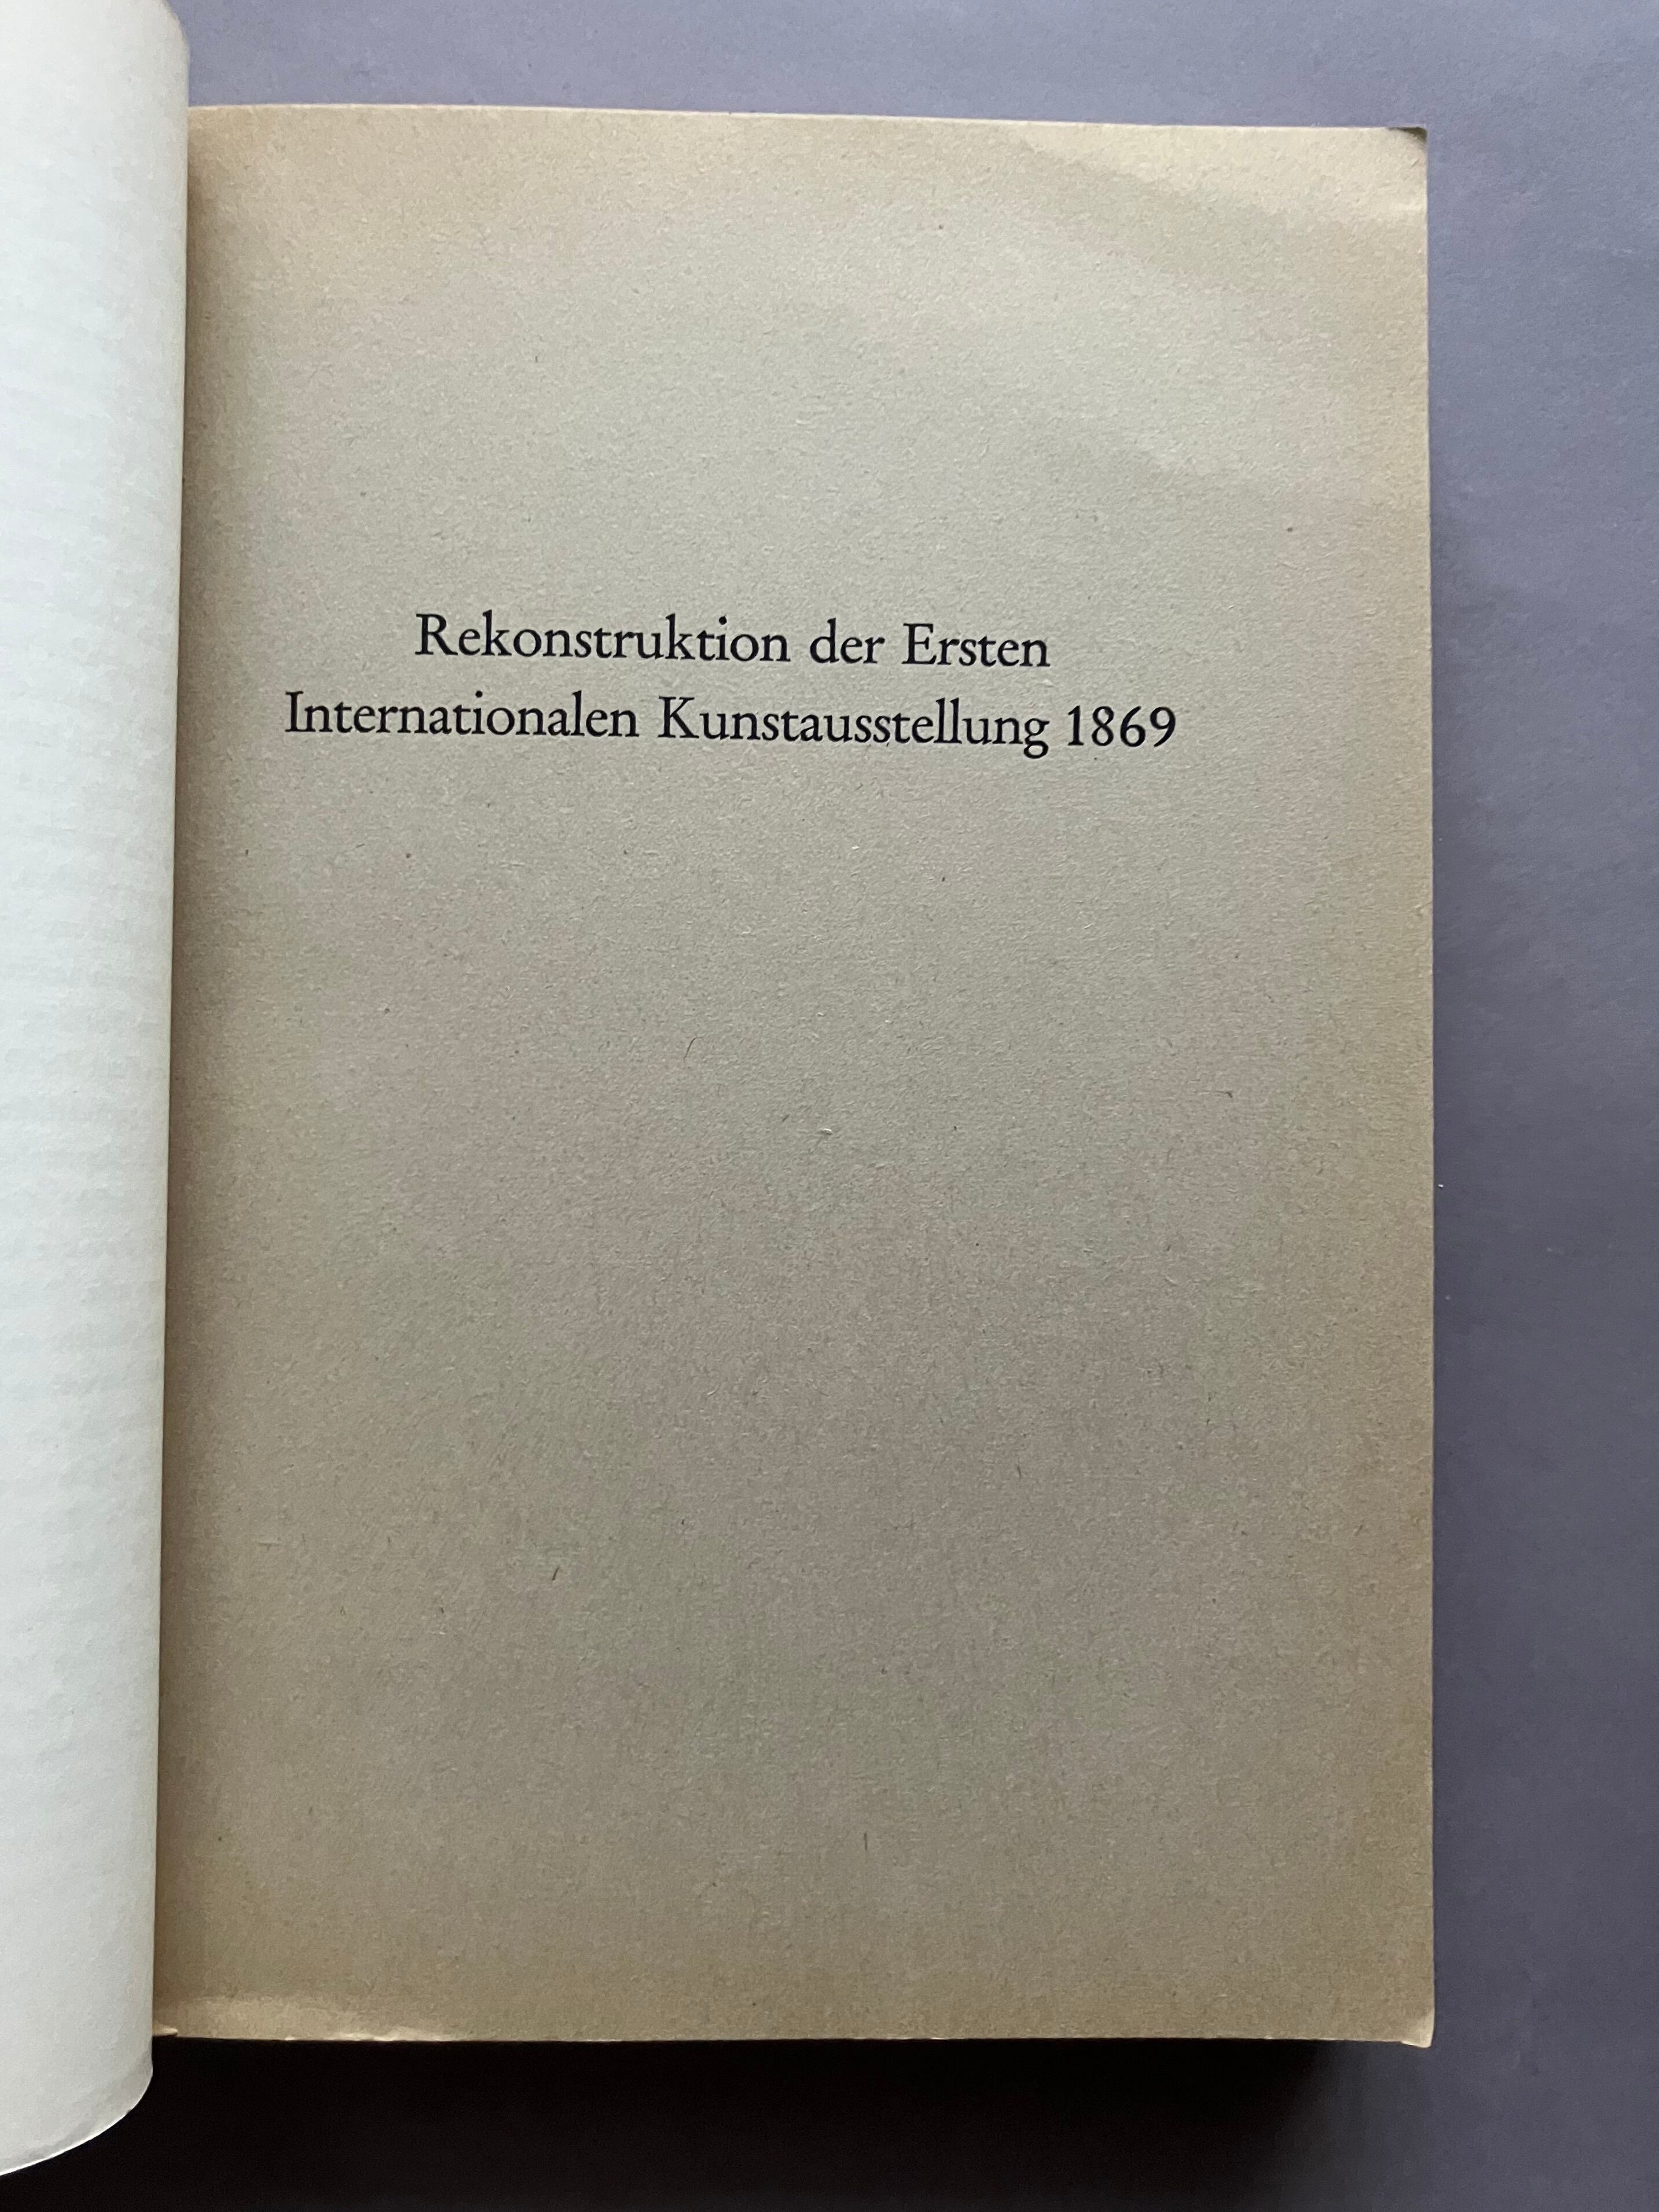 Rekonstruktion der Ersten
Internationalen Kunstausstellung 1869